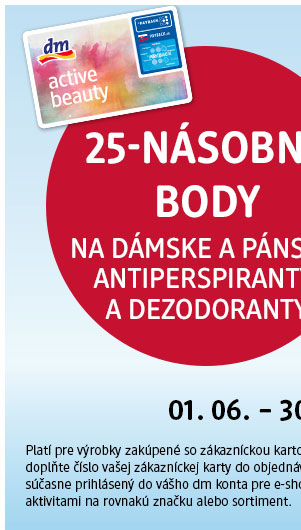 dm
active
beauty
25-NÁSOBN
BODY
NA DÁMSKE A PÁNS
ANTIPERSPIRANT
A DEZODORANTY
01. 06. – 30
Platí pre výrobky zakúpené so zákazníckou karto
doplňte číslo vašej zákazníckej karty do objednáv
súčasne prihlásený do vášho dm konta pre e-sho
aktivitami na rovnakú značku alebo sortiment.